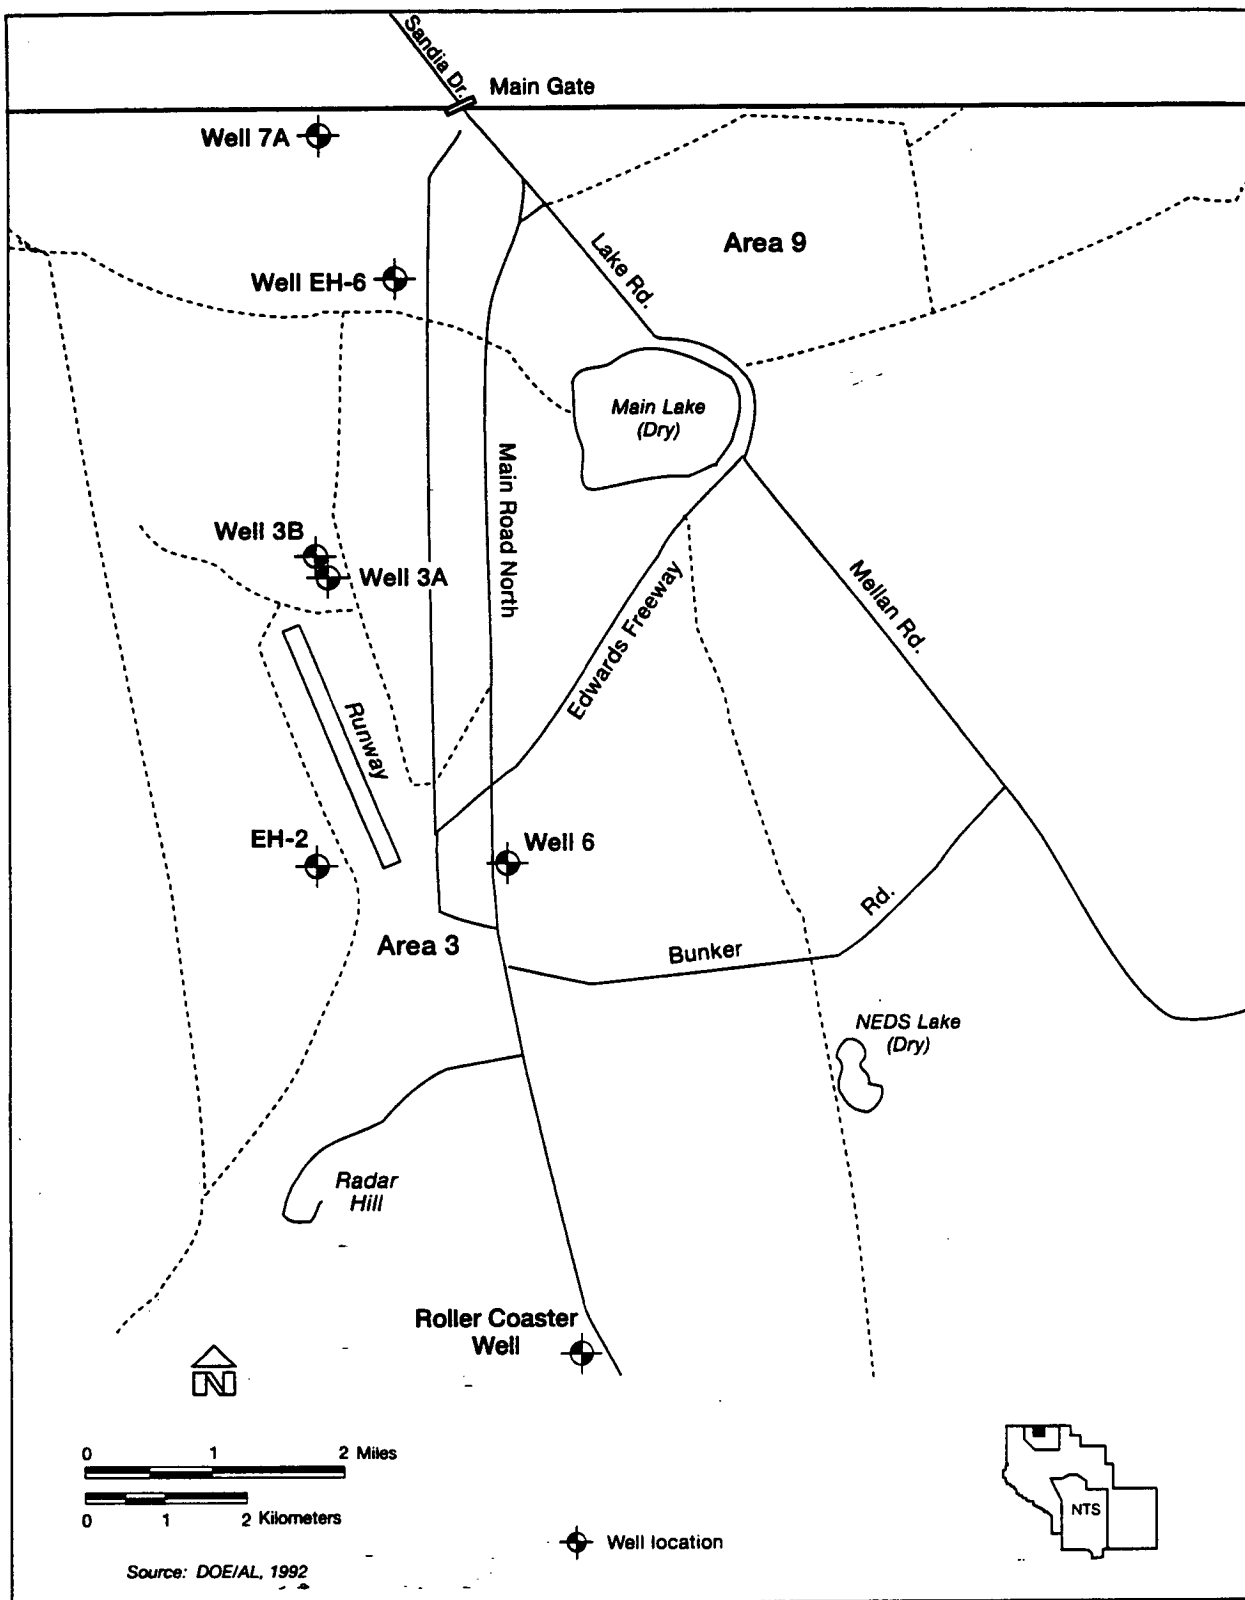 Sandia Dr.
Main Gate
Well 7A
Area 9
Lake Rd.
Well EH-6
Main Lake
(Dry)
Main Road North
Well 3B
Well 3A
Edwards Freeway
Mellan Rd.
Runway
EH-2
Well 6
Rd.
Area 3
Bunker
NEDS Lake
(Dry)
Radar
Hill
Roller Coaster
Well
N
0 1 2 Miles
0 1 2 Kilometers
NTS
Well location
Source: DOE/AL, 1992